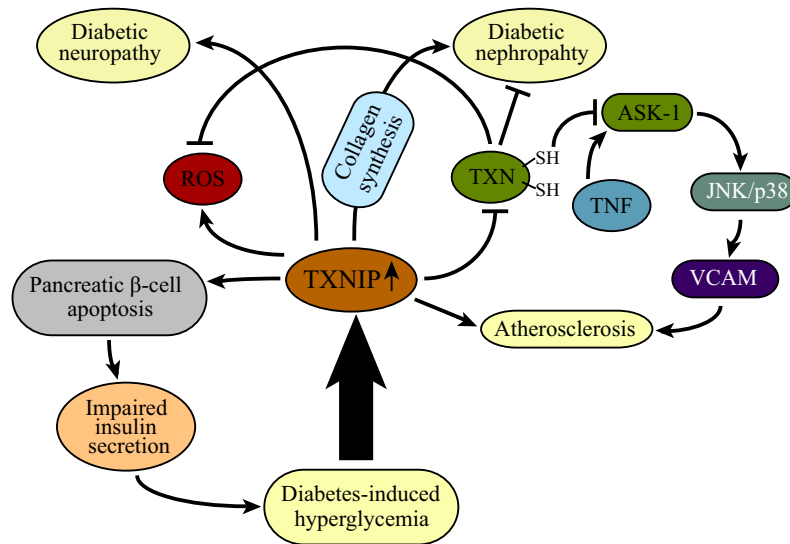 Diabetic
neuropathy
Diabetic
nephropahty
Collagen
synthesis
ASK-1
ROS
TXN
SH
SH
TNF
JNK/p38
TXNIP
VCAM
Pancreatic β-cell
apoptosis
Atherosclerosis
Impaired
insulin
secretion
Diabetes-induced
hyperglycemia